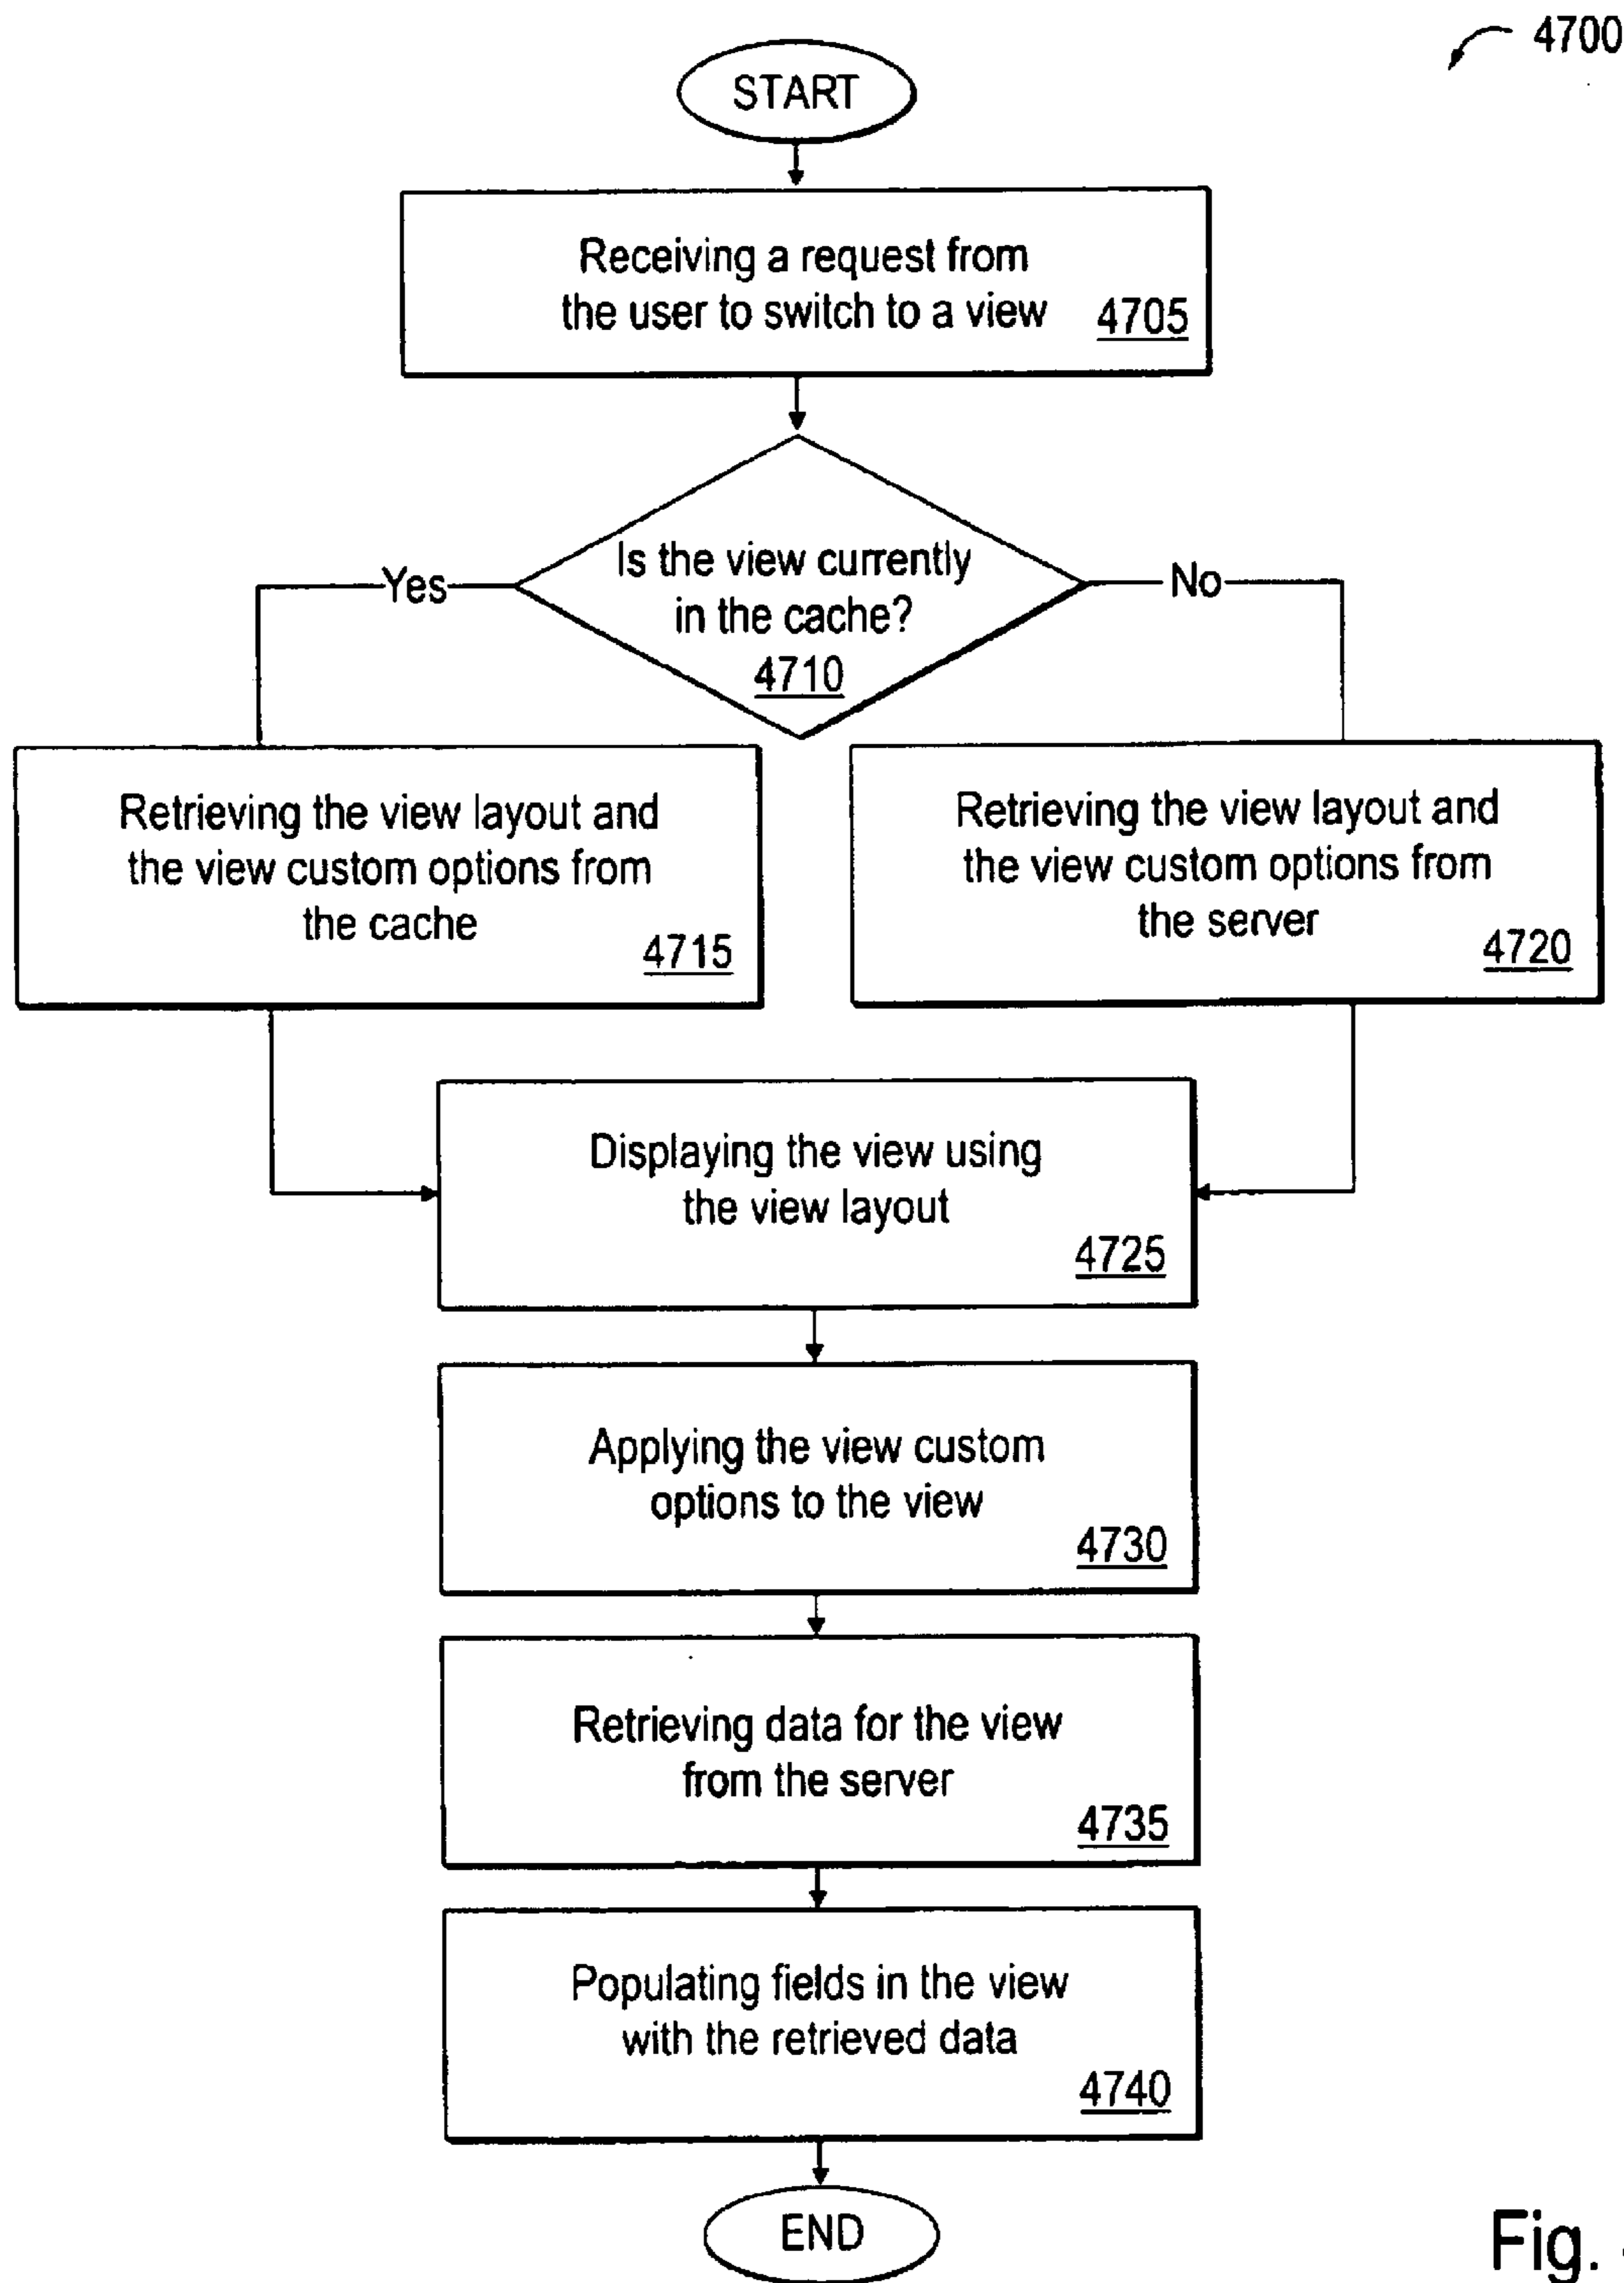 4700
START
Receiving a request from
the user to switch to a view 4705
Is the view currently
in the cache?
4710
Yes
No
Retrieving the view layout and
the view custom options from
the cache
4715
Retrieving the view layout and
the view custom options from
the server
4720
Displaying the view using
the view layout
4725
Applying the view custom
options to the view
4730
Retrieving data for the view
from the server
4735
Populating fields in the view
with the retrieved data
4740
END
Fig.